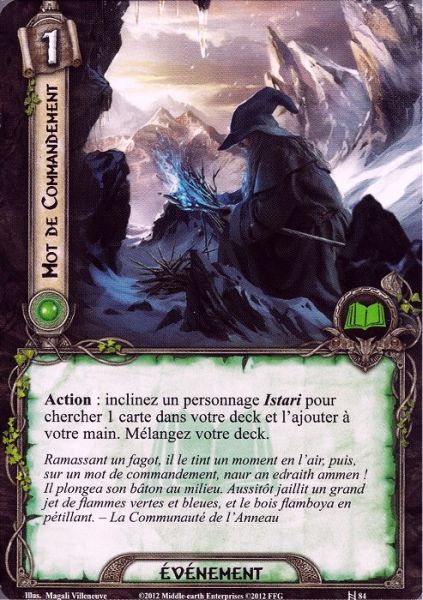 1
Mot de Commandement
Action : inclinez un personnage Istari pour
chercher 1 carte dans votre deck et l'ajouter à
votre main. Mélangez votre deck.
Ramassant un fagot, il le tint un moment en l'air, puis,
sur un mot de commandement, naur an edraith ammen !
Il plongea son bâton au milieu. Aussitôt jaillit un grand
jet de flammes vertes et bleues, et le bois flamboya en
pétillant. – La Communauté de l'Anneau
Événement
Illus. Magali Villeneuve ©2012 Middle-earth Enterprises ©2012 FFG 84